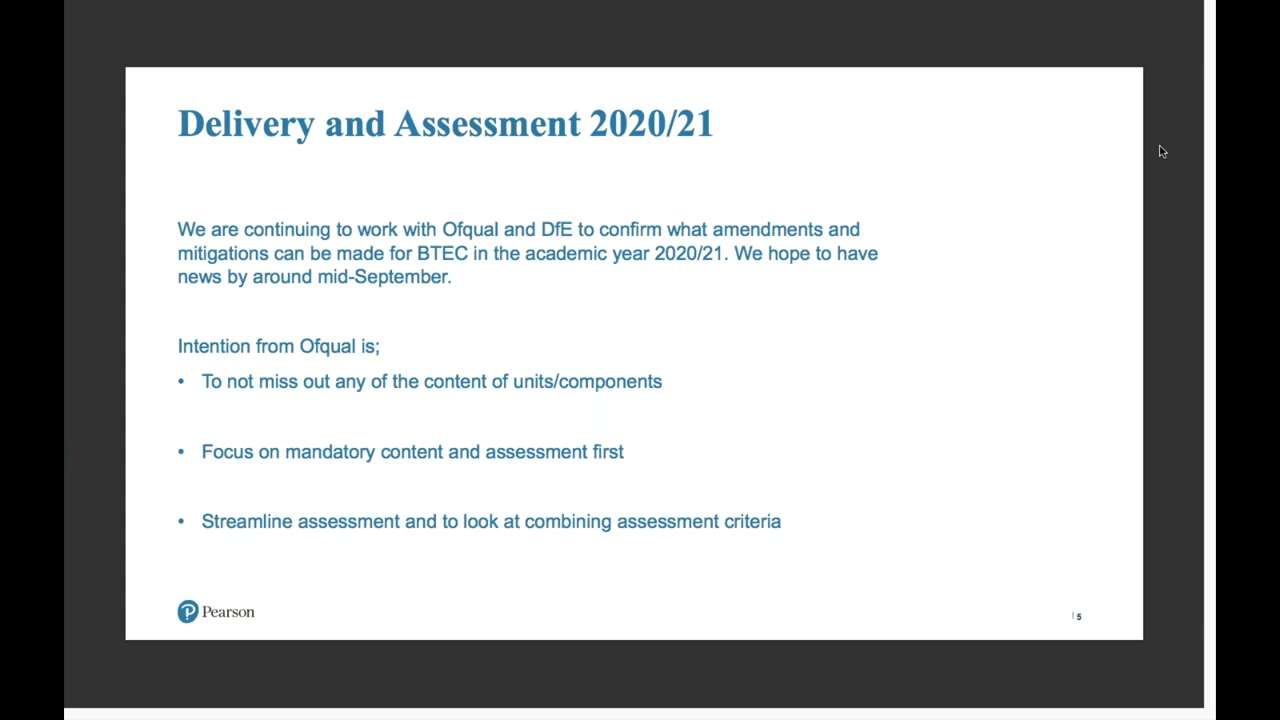 Delivery and Assessment 2020/21
We are continuing to work with Ofqual and DfE to confirm what amendments and
mitigations can be made for BTEC in the academic year 2020/21. We hope to have
news by around mid-September.
Intention from Ofqual is;
• To not miss out any of the content of units/components
• Focus on mandatory content and assessment first
• Streamline assessment and to look at combining assessment criteria
Pearson
| 5